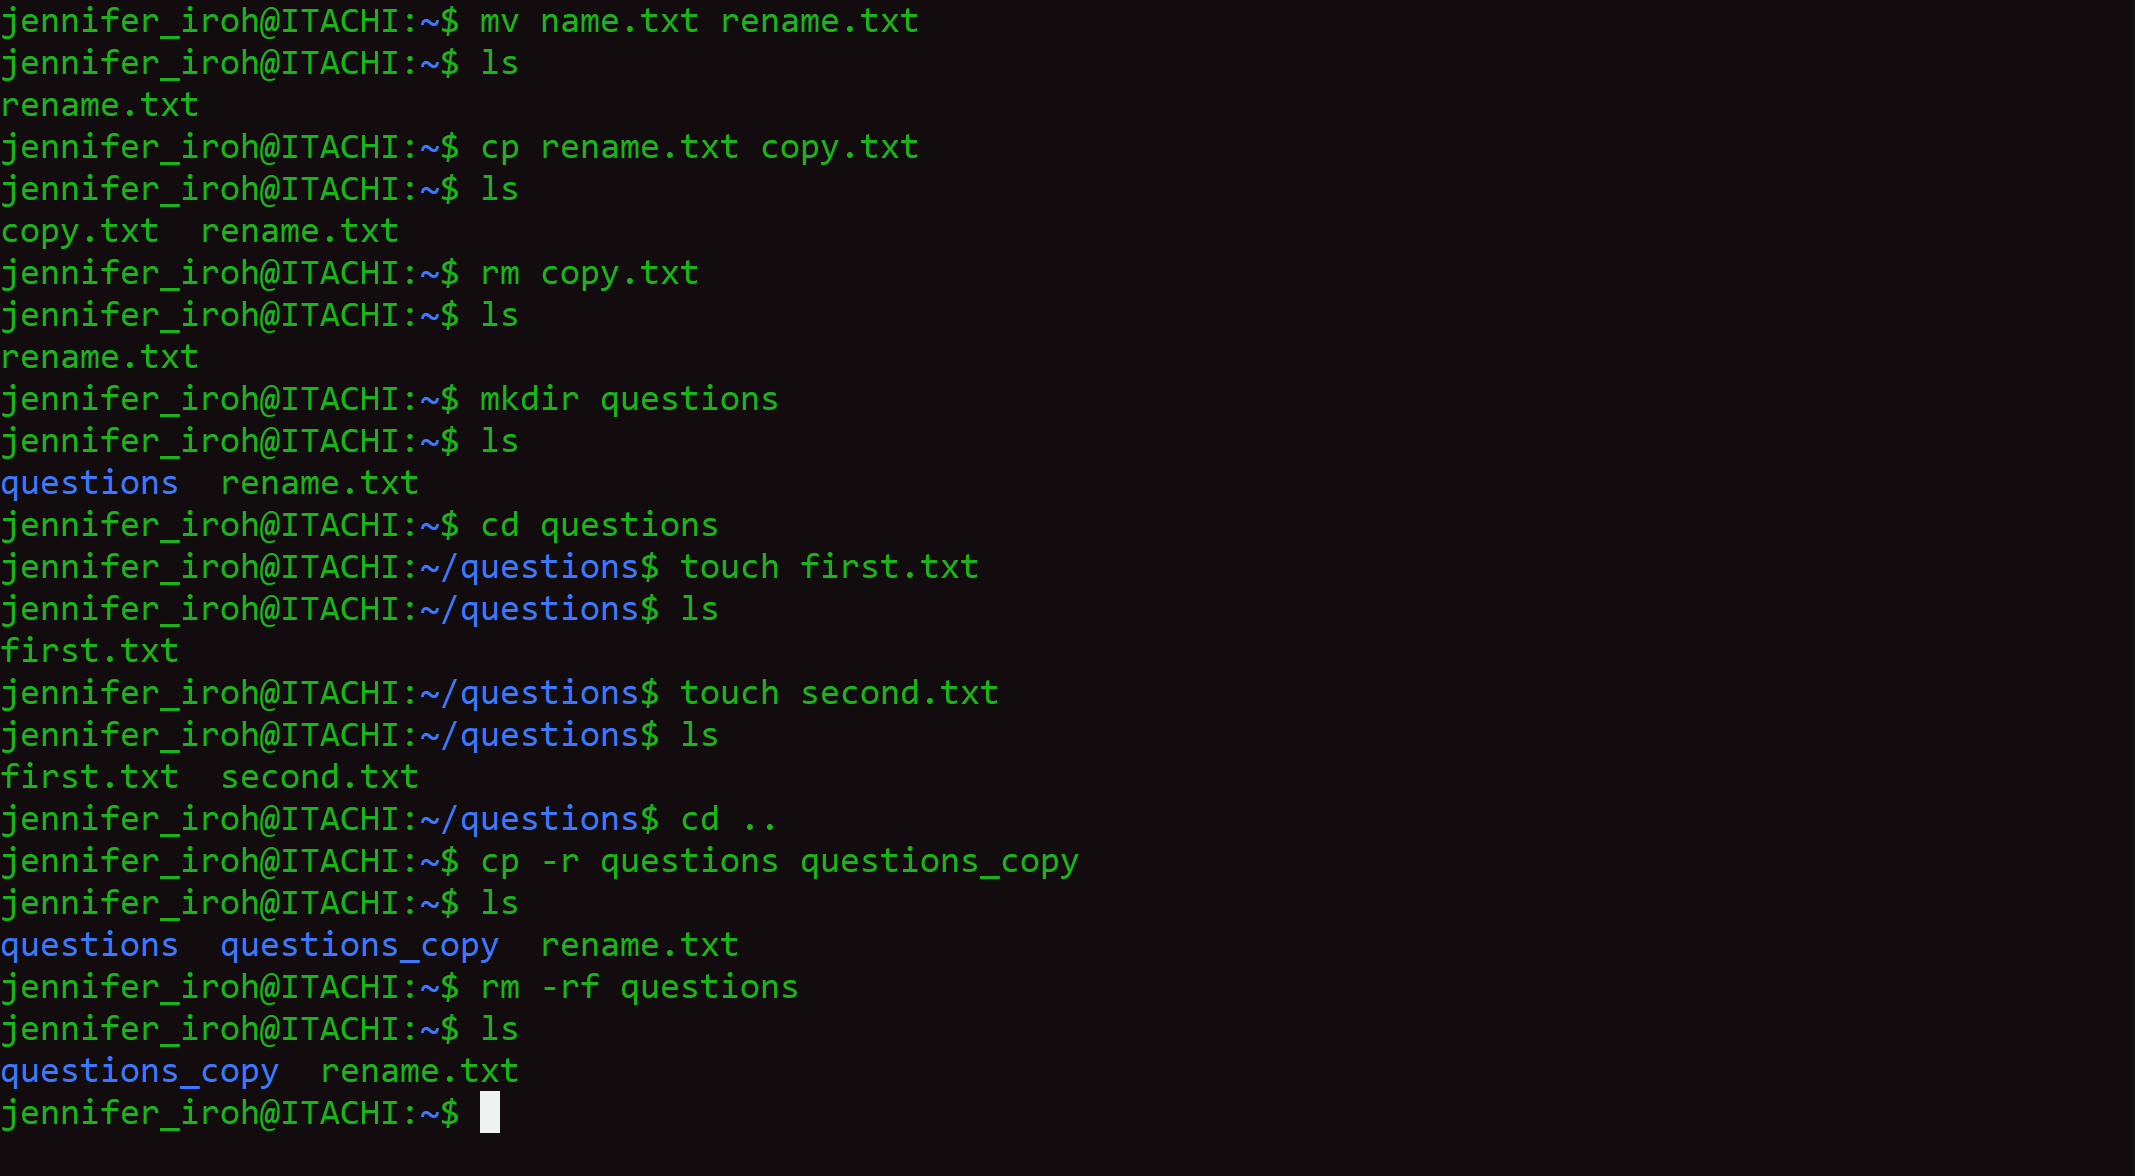 jennifer_iroh@ITACHI:~$ mv name.txt rename.txt
jennifer_iroh@ITACHI:~$ ls
rename.txt
jennifer_iroh@ITACHI:~$ cp rename.txt copy.txt
jennifer_iroh@ITACHI:~$ ls
copy.txt  rename.txt
jennifer_iroh@ITACHI:~$ rm copy.txt
jennifer_iroh@ITACHI:~$ ls
rename.txt
jennifer_iroh@ITACHI:~$ mkdir questions
jennifer_iroh@ITACHI:~$ ls
questions  rename.txt
jennifer_iroh@ITACHI:~$ cd questions
jennifer_iroh@ITACHI:~/questions$ touch first.txt
jennifer_iroh@ITACHI:~/questions$ ls
first.txt
jennifer_iroh@ITACHI:~/questions$ touch second.txt
jennifer_iroh@ITACHI:~/questions$ ls
first.txt  second.txt
jennifer_iroh@ITACHI:~/questions$ cd ..
jennifer_iroh@ITACHI:~$ cp -r questions questions_copy
jennifer_iroh@ITACHI:~$ ls
questions  questions_copy  rename.txt
jennifer_iroh@ITACHI:~$ rm -rf questions
jennifer_iroh@ITACHI:~$ ls
questions_copy  rename.txt
jennifer_iroh@ITACHI:~$